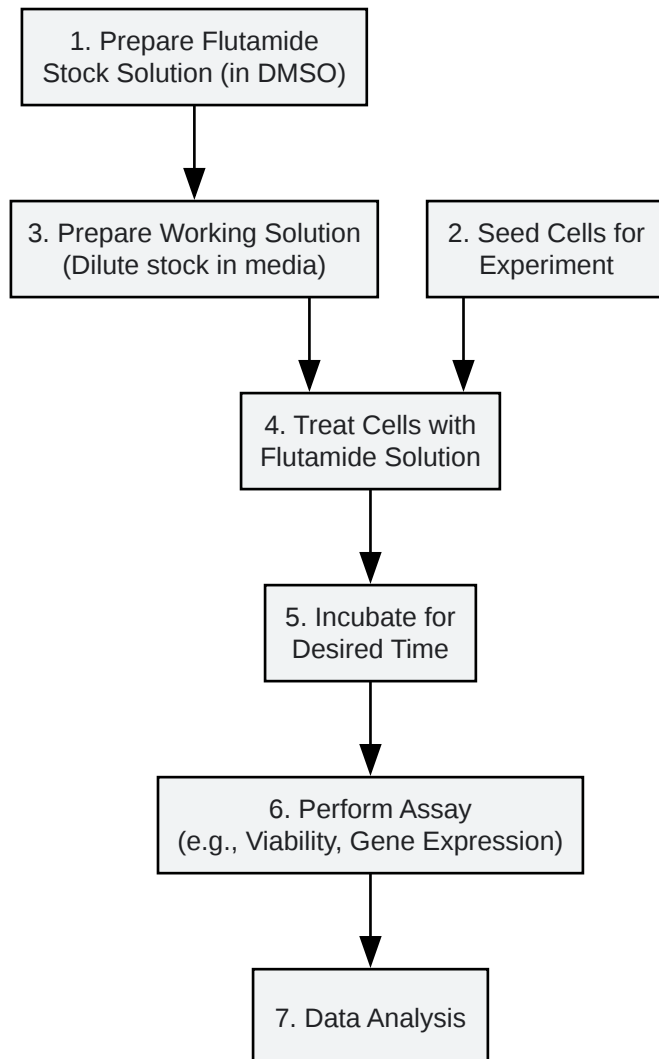 1. Prepare Flutamide
Stock Solution (in DMSO)
3. Prepare Working Solution
(Dilute stock in media)
2. Seed Cells for
Experiment
4. Treat Cells with
Flutamide Solution
5. Incubate for
Desired Time
6. Perform Assay
(e.g., Viability, Gene Expression)
7. Data Analysis